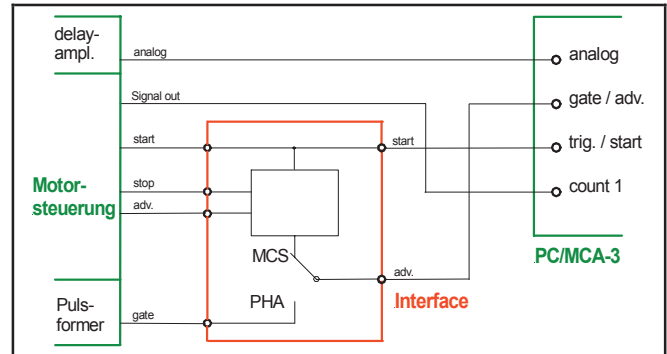 delay-
ampl.
analog
analog
Signal out
gate / adv.
start
start
trig. / start
Motor-
steuerung
stop
adv.
count 1
MCS
adv.
PC/MCA-3
Puls-
former
gate
PHA
Interface